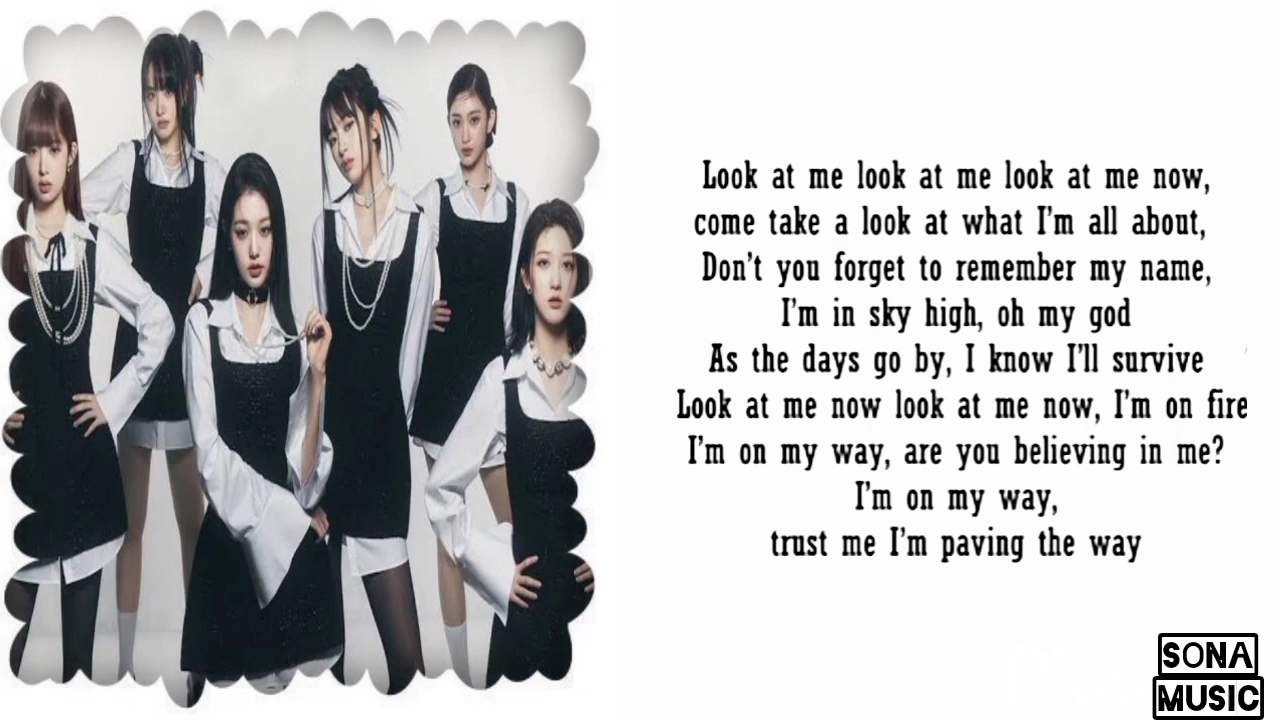 Look at me look at me look at me now,
come take a look at what I'm all about,
Don't you forget to remember my name,
I'm in sky high, oh my god
As the days go by, I know I'll survive
Look at me now look at me now, I'm on fire
I'm on my way, are you believing in me?
I'm on my way,
trust me I'm paving the way
SONA
MUSIC